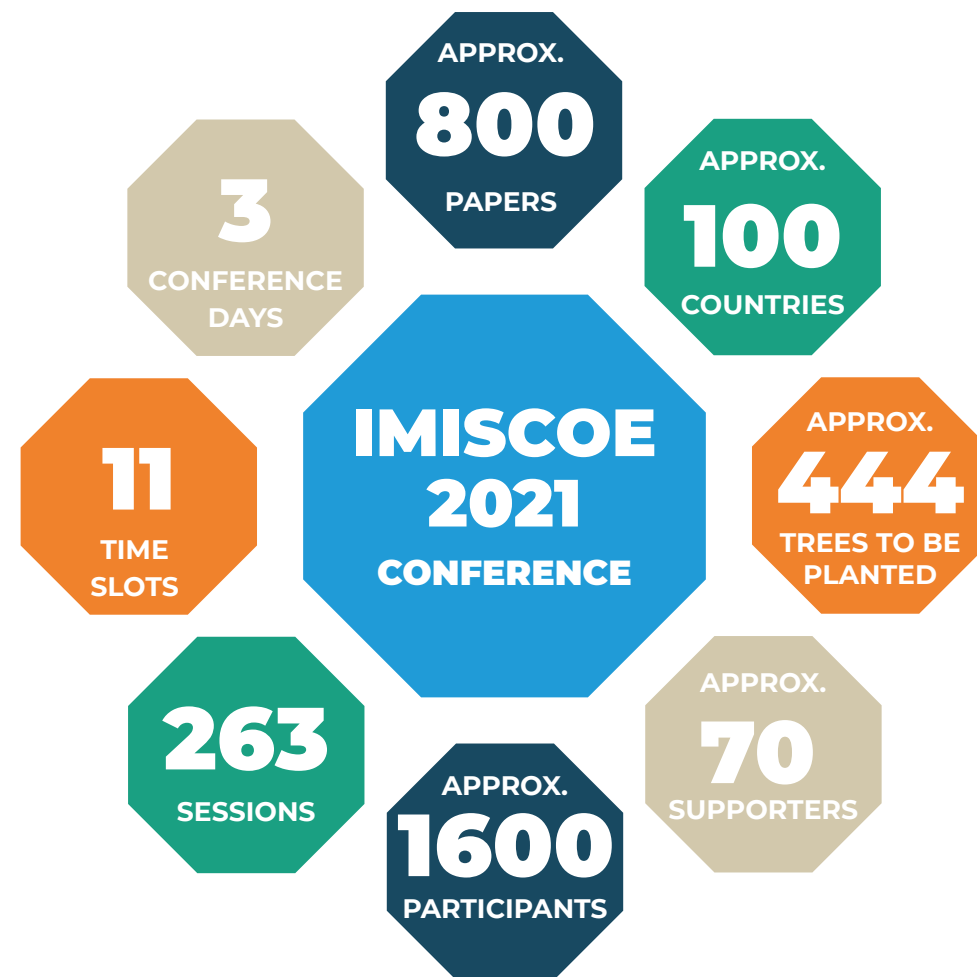 APPROX.
800
PAPERS
APPROX.
100
COUNTRIES
3
CONFERENCE
DAYS
IMISCOE
2021
CONFERENCE
APPROX.
444
TREES TO BE
PLANTED
11
TIME
SLOTS
263
SESSIONS
APPROX.
70
SUPPORTERS
APPROX.
1600
PARTICIPANTS